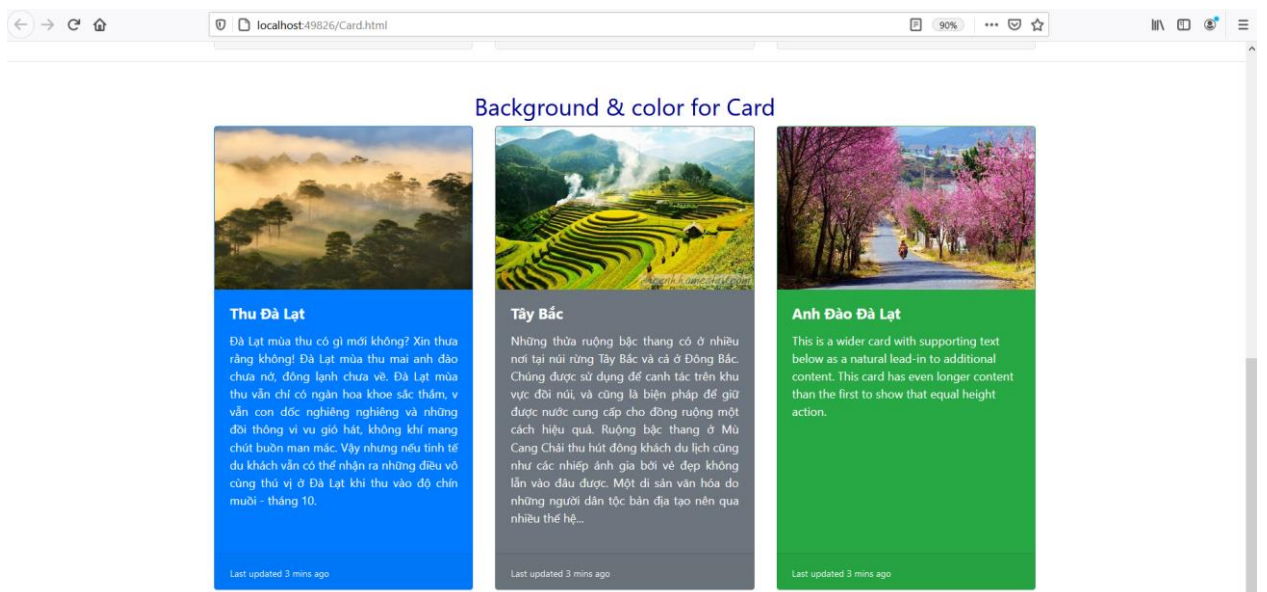 localhost:49826/Card.html
90%
Background & color for Card
Thu Đà Lạt
Đà Lạt mùa thu có gì mới không? Xin thưa
rằng không! Đà Lạt mùa thu mai anh đào
chưa nở, đông lạnh chưa về. Đà Lạt mùa
thu vẫn chỉ có ngàn hoa khoe sắc thắm, v
vẫn con dốc nghiêng nghiêng và những
đồi thông vi vu gió hát, không khí mang
chút buồn man mác. Vậy nhưng nếu tinh tế
du khách vẫn có thể nhận ra những điều vô
cùng thú vị ở Đà Lạt khi thu vào độ chín
muồi - tháng 10.
Last updated 3 mins ago
Tây Bắc
Những thửa ruộng bậc thang có ở nhiều
nơi tại núi rừng Tây Bắc và cả ở Đông Bắc.
Chúng được sử dụng để canh tác trên khu
vực đồi núi, và cũng là biện pháp để giữ
được nước cung cấp cho đồng ruộng một
cách hiệu quả. Ruộng bậc thang ở Mù
Cang Chải thu hút đông khách du lịch cũng
như các nhiếp ảnh gia bởi vẻ đẹp không
lẫn vào đâu được. Một di sản văn hóa do
những người dân tộc bản địa tạo nên qua
nhiều thế hệ...
Last updated 3 mins ago
Anh Đào Đà Lạt
This is a wider card with supporting text
below as a natural lead-in to additional
content. This card has even longer content
than the first to show that equal height
action.
Last updated 3 mins ago